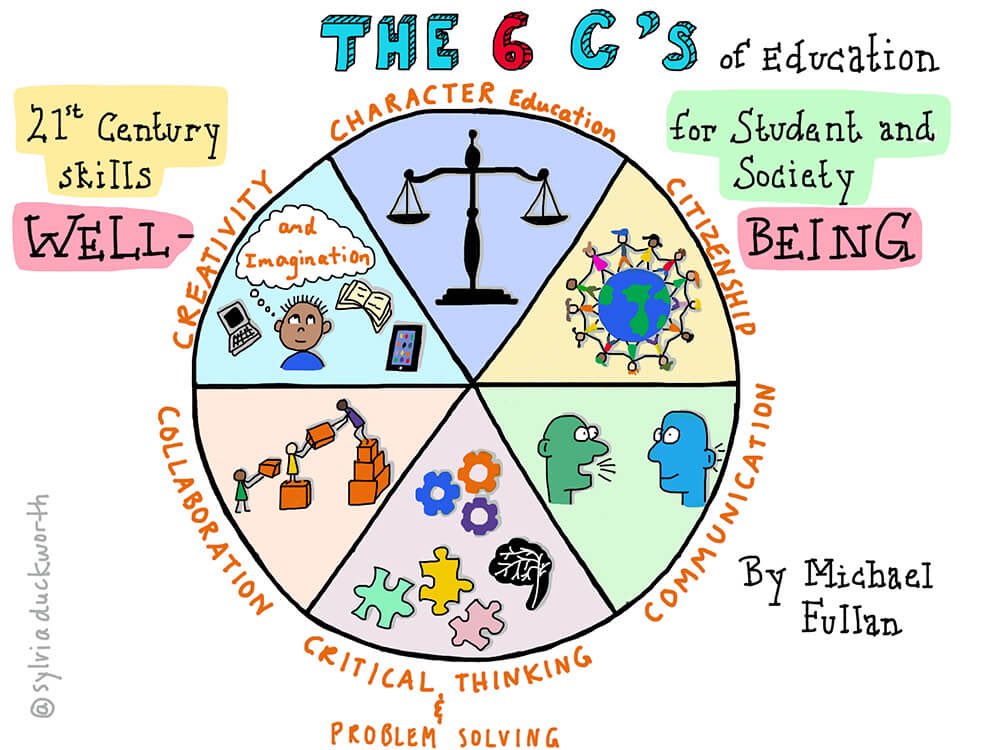 THE 6 C's of Education
21st Century
skills
WELL-
for Student and
Society
BEING
CHARACTER Education
CITIZENSHIP
COMMUNICATION
CRITICAL THINKING
&
PROBLEM SOLVING
COLLABORATION
CREATIVITY
and
Imagination
By Michael
Fullan
@sylviaduckworth